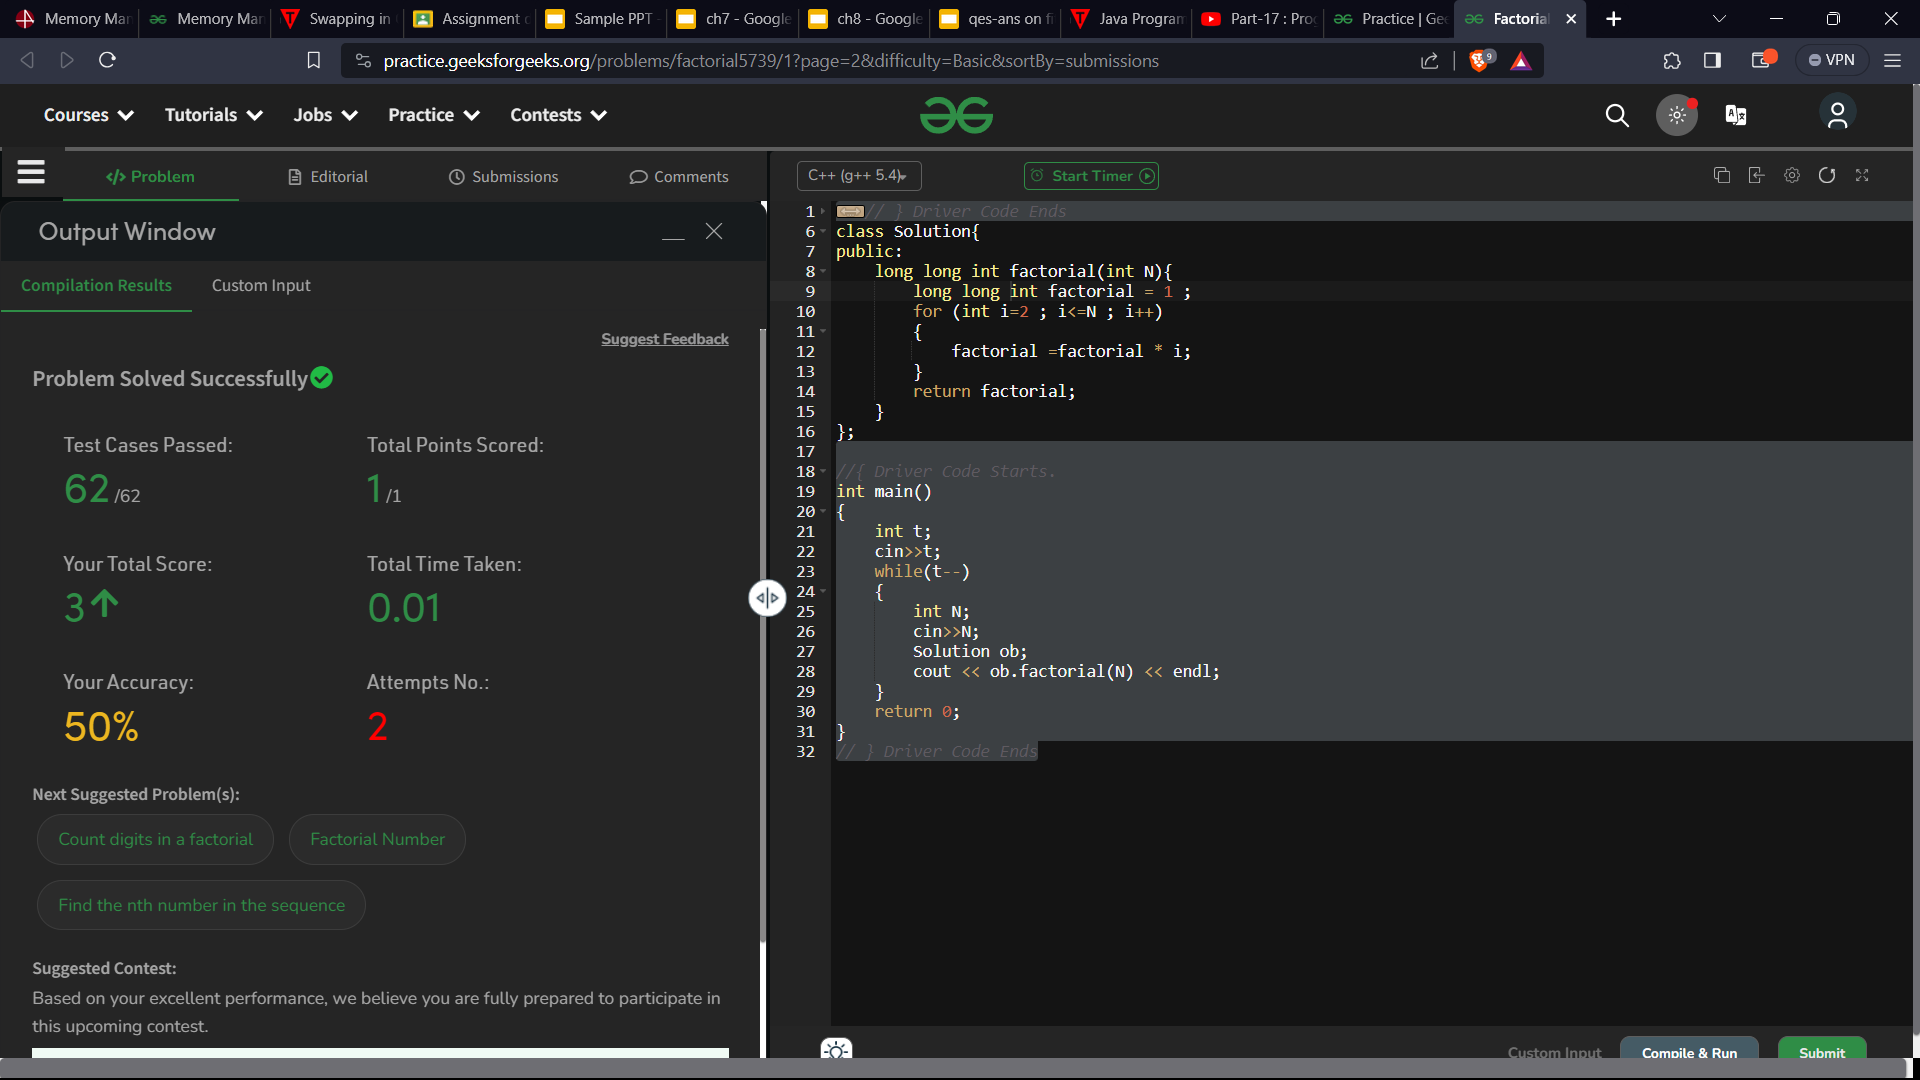 Memory Ma
Memory Ma
Swapping in
Assignment
Sample PPT
ch7 - Google
ch8 - Google
qes-ans on
Java Program
Part-17 : Pro
Practice | Ge
Factorial
practice.geeksforgeeks.org/problems/factorial5739/1?page=2&difficulty=Basic&sortBy=submissions
9
VPN
Courses
Tutorials
Jobs
Practice
Contests
</> Problem
Editorial
Submissions
Comments
Output Window
Compilation Results
Custom Input
Suggest Feedback
Problem Solved Successfully
Test Cases Passed:
62 /62
Total Points Scored:
1 /1
Your Total Score:
3
Total Time Taken:
0.01
Your Accuracy:
50%
Attempts No.:
2
Next Suggested Problem(s):
Count digits in a factorial
Factorial Number
Find the nth number in the sequence
Suggested Contest:
Based on your excellent performance, we believe you are fully prepared to participate in
this upcoming contest.
C++ (g++ 5.4)
Start Timer
1 // } Driver Code Ends
6 class Solution{
7 public:
8 long long int factorial(int N){
9 long long int factorial = 1 ;
10 for (int i=2 ; i<=N ; i++)
11 {
12 factorial =factorial * i;
13 }
14 return factorial;
15 }
16 };
17
18 //{ Driver Code Starts.
19 int main()
20 {
21 int t;
22 cin>>t;
23 while(t--)
24 {
25 int N;
26 cin>>N;
27 Solution ob;
28 cout << ob.factorial(N) << endl;
29 }
30 return 0;
31 }
32 // } Driver Code Ends
Custom Input
Compile & Run
Submit